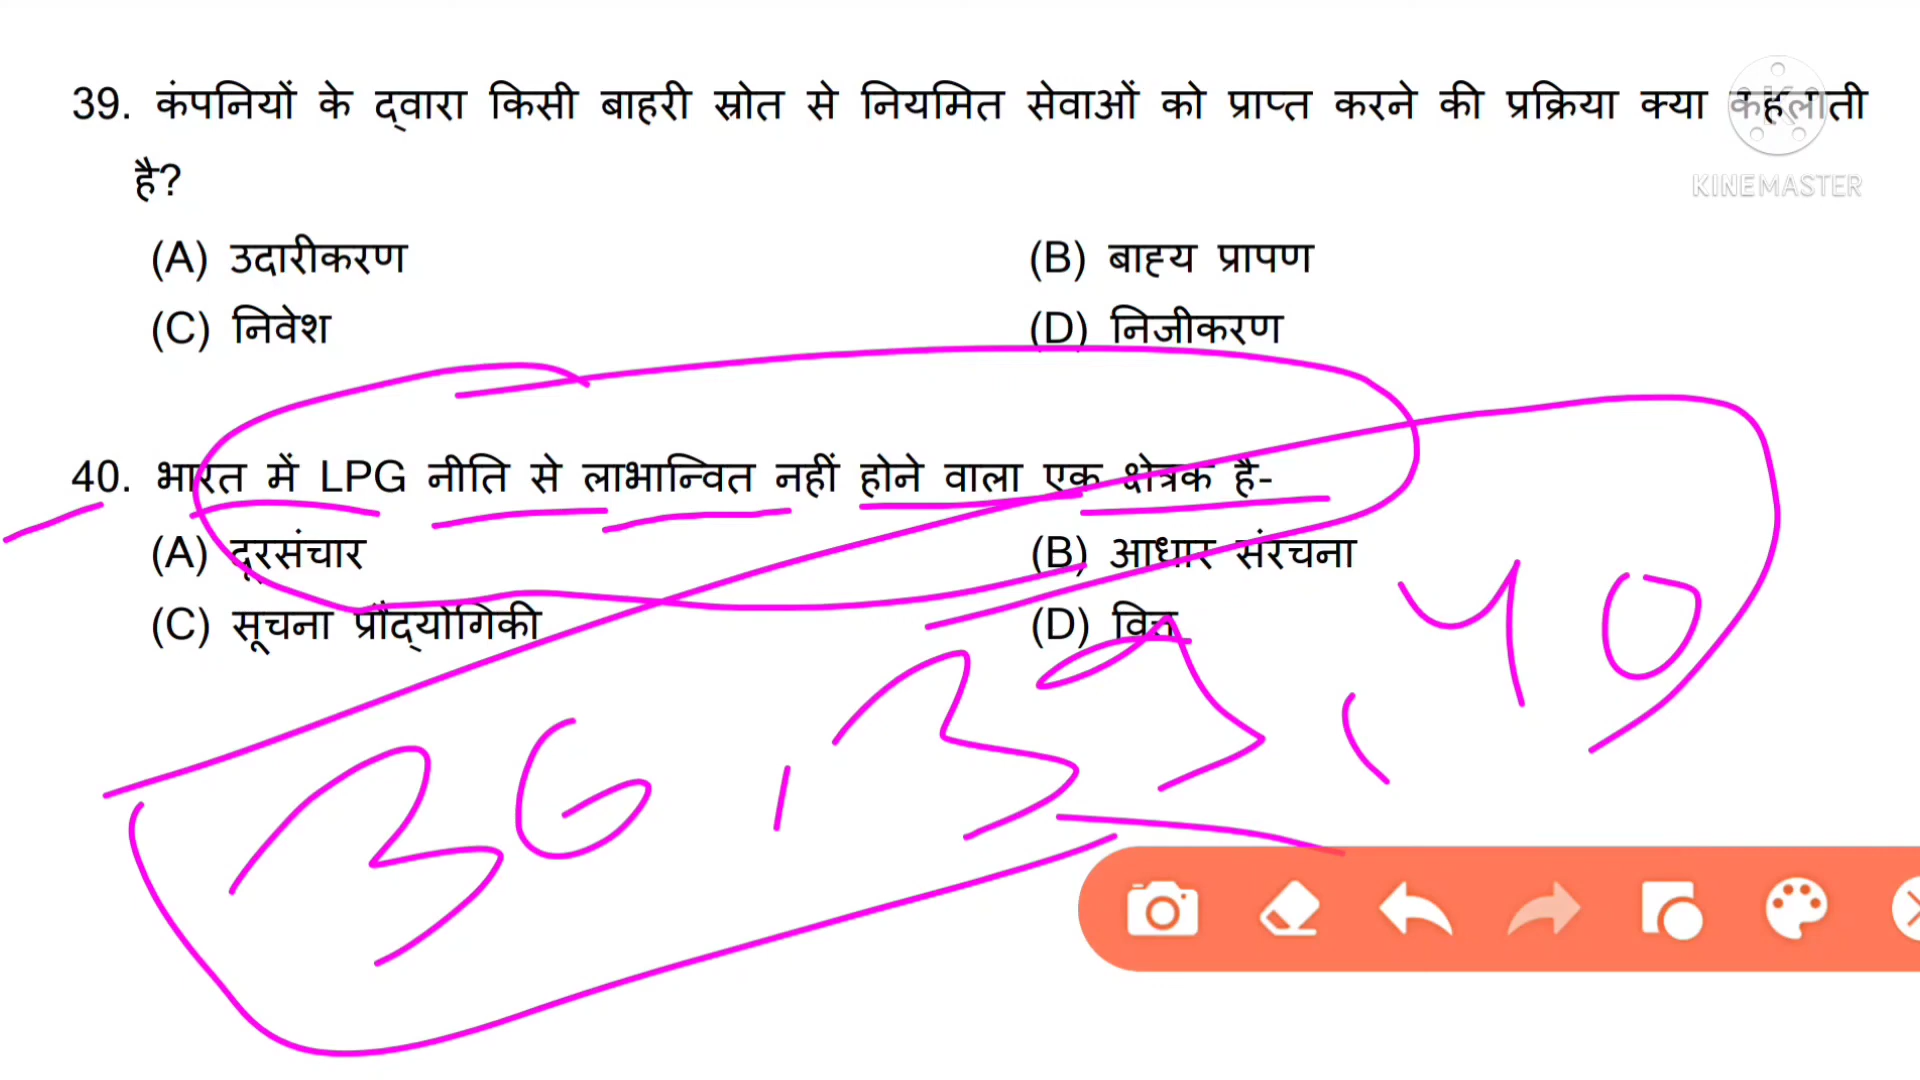 39. कंपनियों के द्वारा किसी बाहरी स्रोत से नियमित सेवाओं को प्राप्त करने की प्रक्रिया क्या कहलाती
है?
KINEMASTER
(A) उदारीकरण (B) बाह्य प्रापण
(C) निवेश (D) निजीकरण
40. भारत में LPG नीति से लाभान्वित नहीं होने वाला एक क्षेत्रक है-
(A) दूरसंचार (B) आधार संरचना
(C) सूचना प्रौद्योगिकी (D) वित्त
36, 39, 40